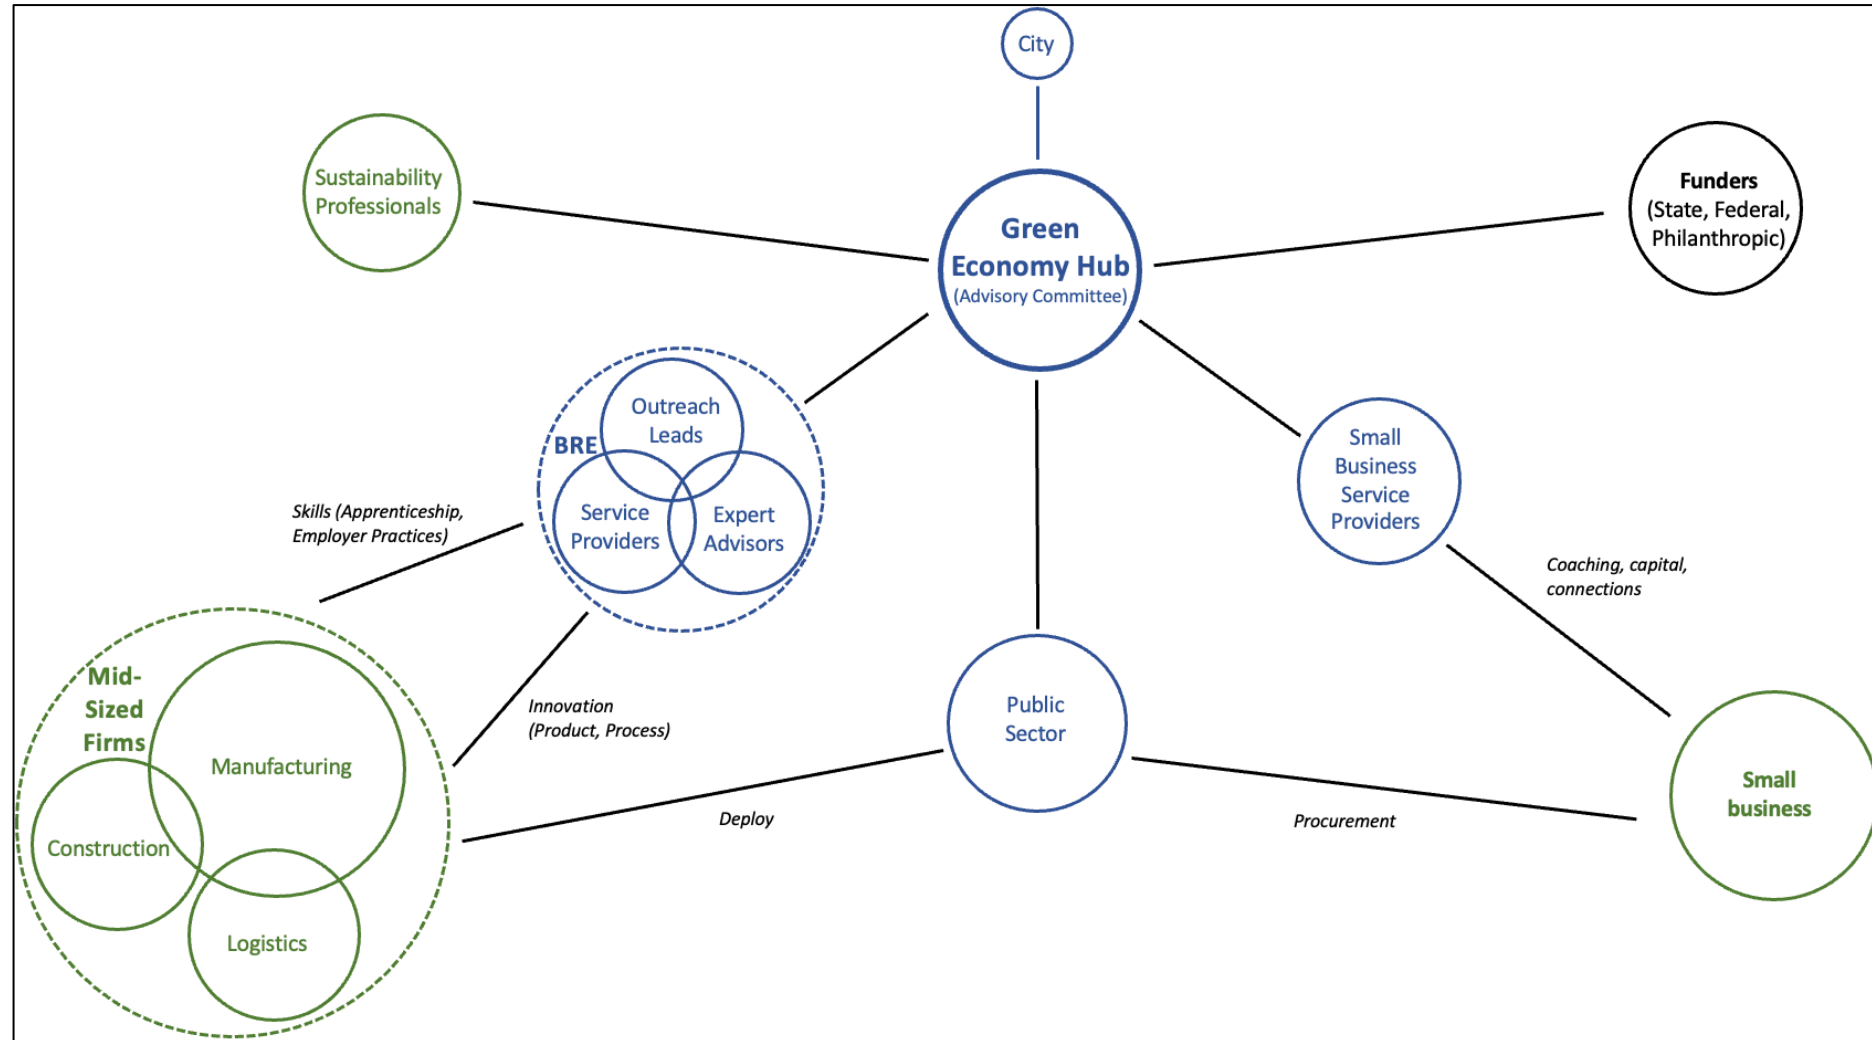 City
Sustainability
Professionals
Green
Economy Hub
(Advisory Committee)
Funders
(State, Federal,
Philanthropic)
Outreach
Leads
BRE
Service
Providers
Expert
Advisors
Small
Business
Service
Providers
Skills (Apprenticeship,
Employer Practices)
Coaching, capital,
connections
Mid-
Sized
Firms
Manufacturing
Construction
Logistics
Innovation
(Product, Process)
Public
Sector
Deploy
Procurement
Small
business